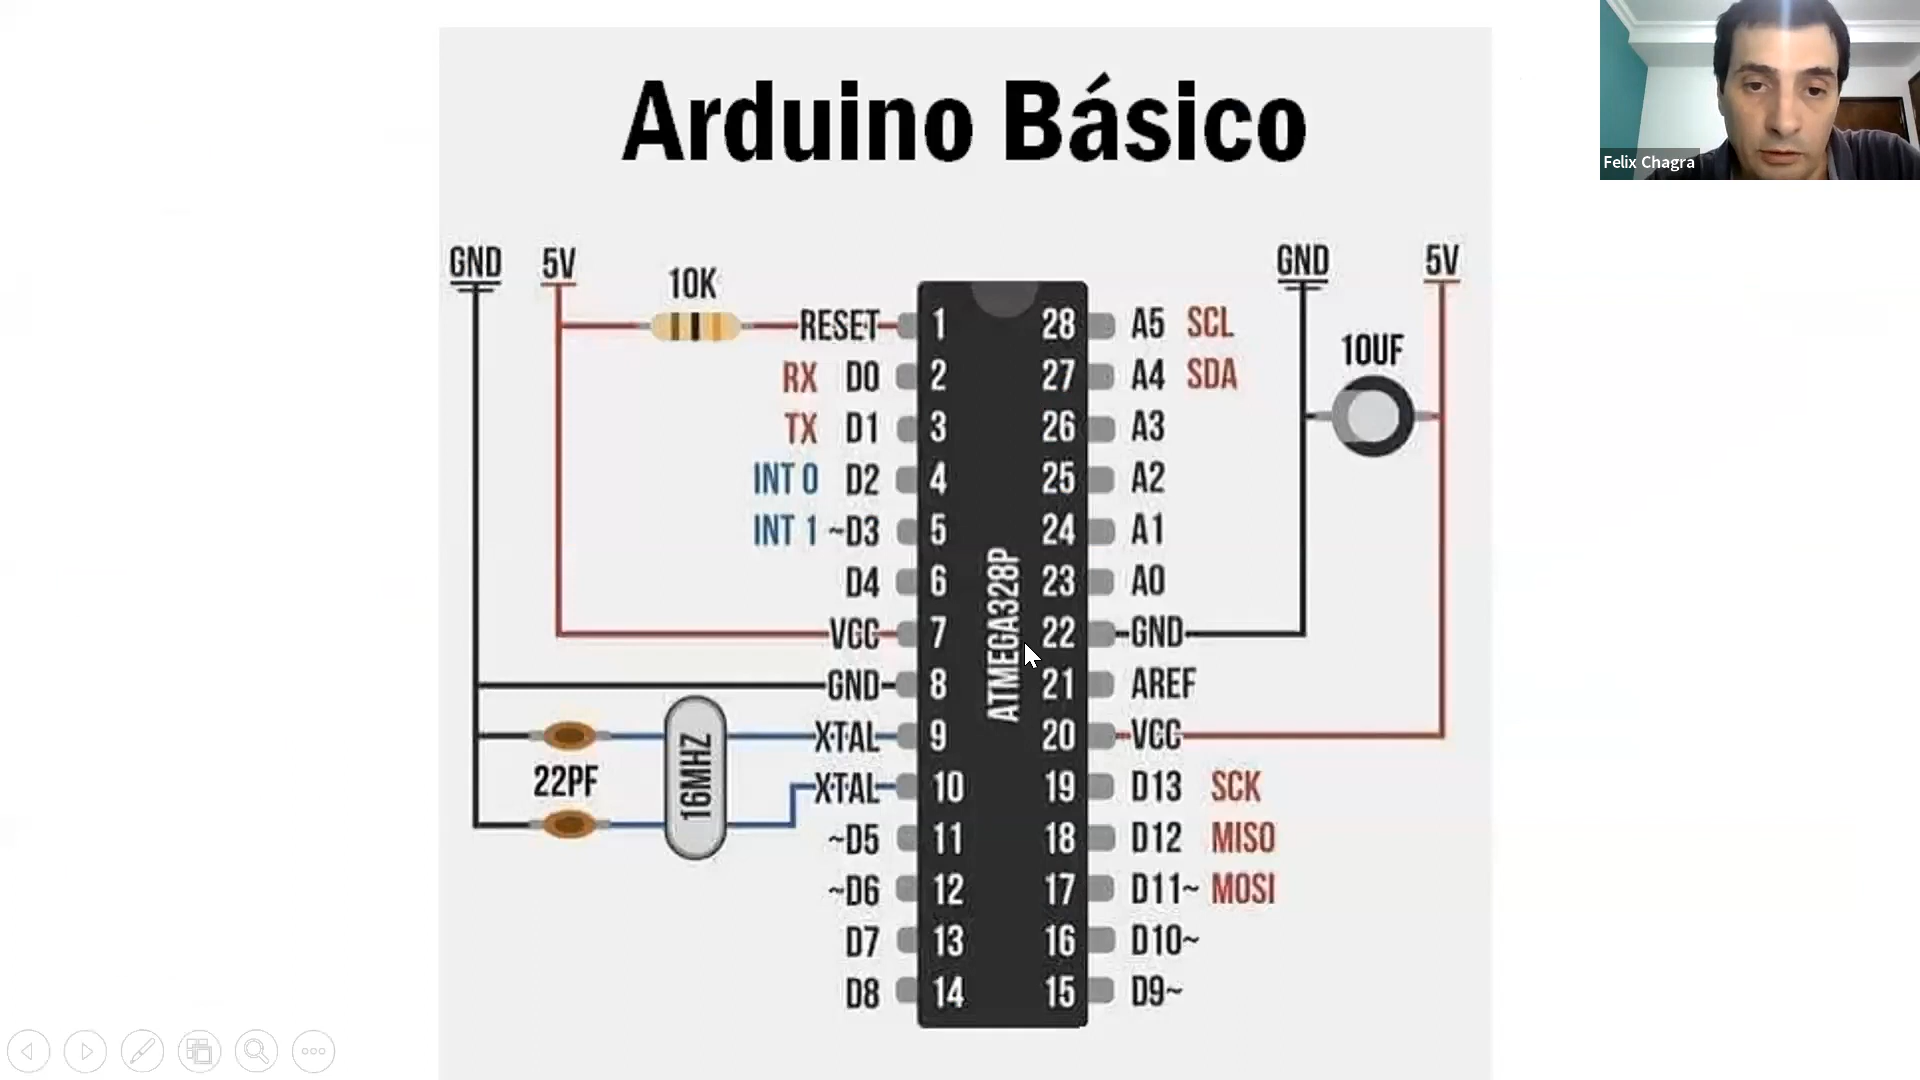 Arduino Básico
Felix Chagra
GND 5V 10K
GND 5V
10UF
RESET 1 28 A5 SCL
RX D0 2 27 A4 SDA
TX D1 3 26 A3
INT 0 D2 4 25 A2
INT 1 ~D3 5 24 A1
D4 6 23 A0
VCC 7 22 GND
GND 8 21 AREF
XTAL 9 20 VCC
22PF 16MHZ
XTAL 10 19 D13 SCK
~D5 11 18 D12 MISO
~D6 12 17 D11~ MOSI
D7 13 16 D10~
D8 14 15 D9~
ATMEGA328P